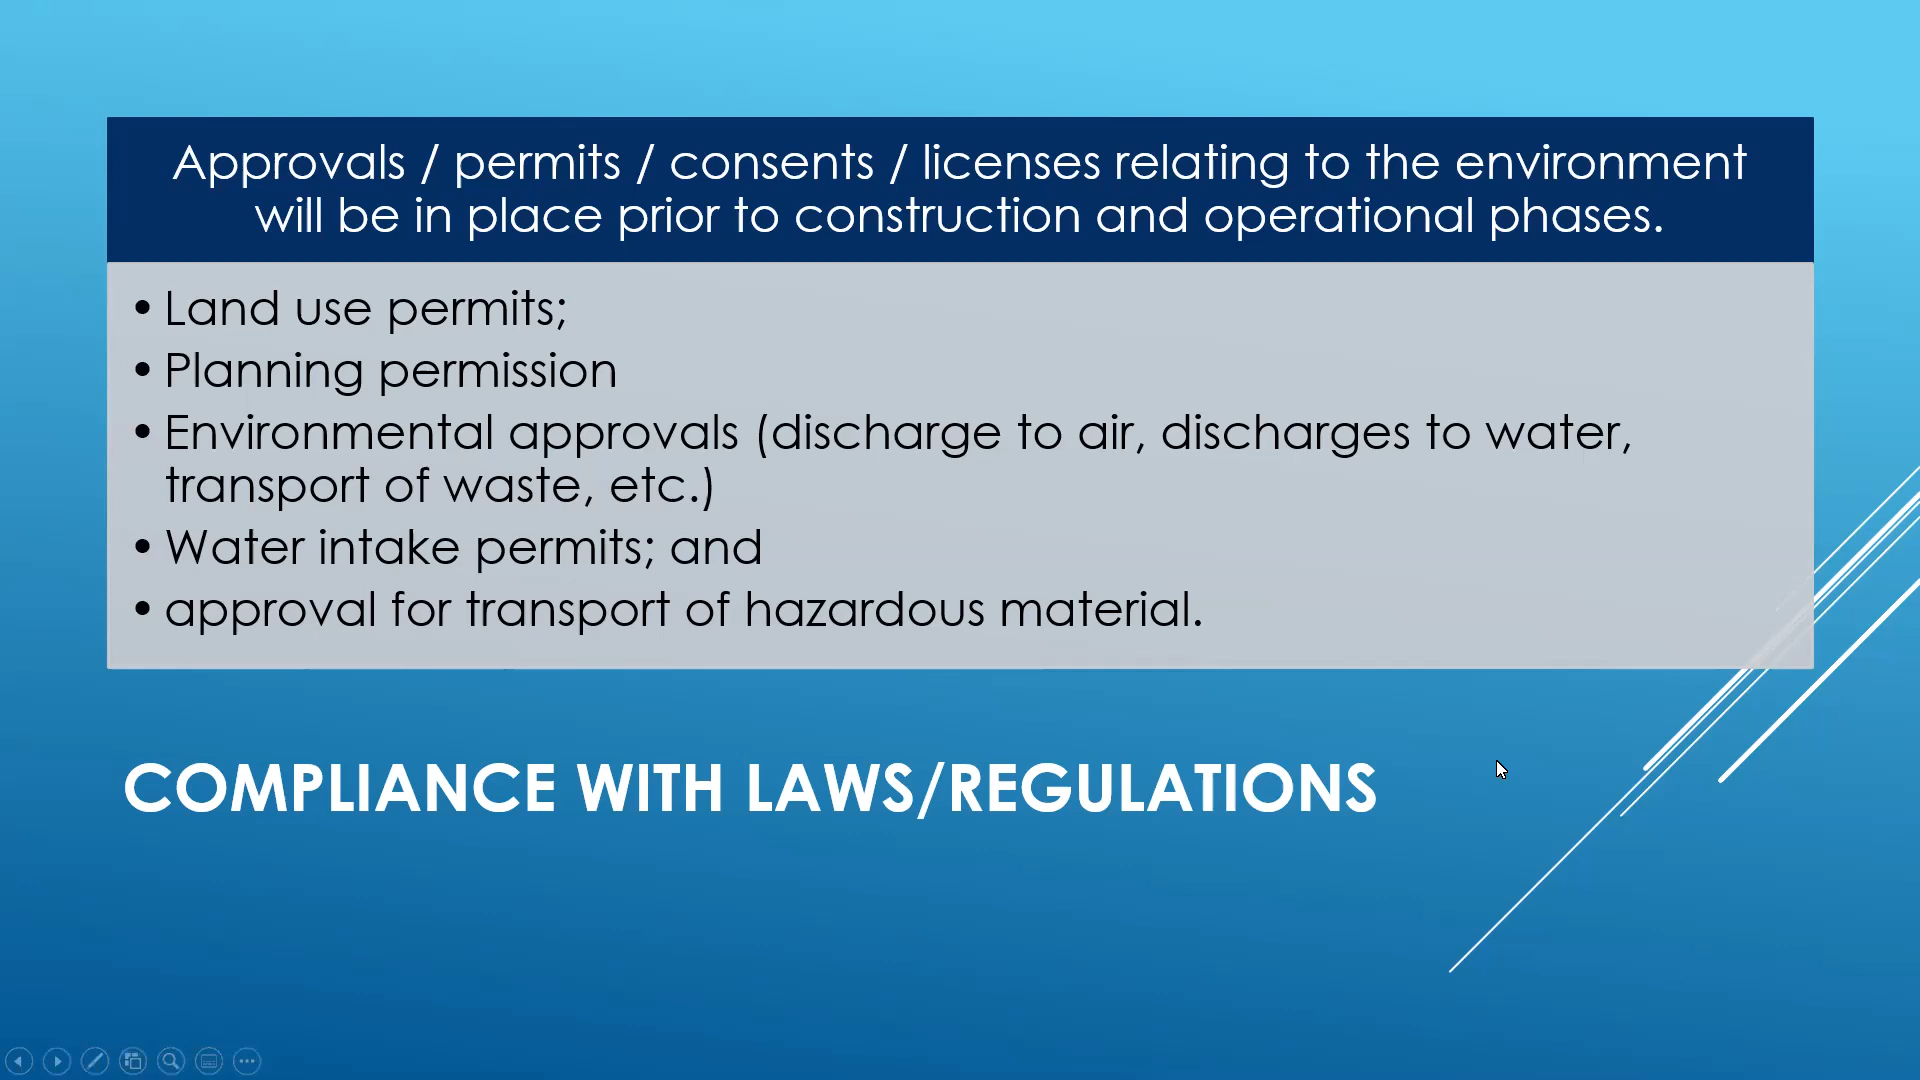 Approvals / permits / consents / licenses relating to the environment
will be in place prior to construction and operational phases.
• Land use permits;
• Planning permission
• Environmental approvals (discharge to air, discharges to water,
transport of waste, etc.)
• Water intake permits; and
• approval for transport of hazardous material.
COMPLIANCE WITH LAWS/REGULATIONS